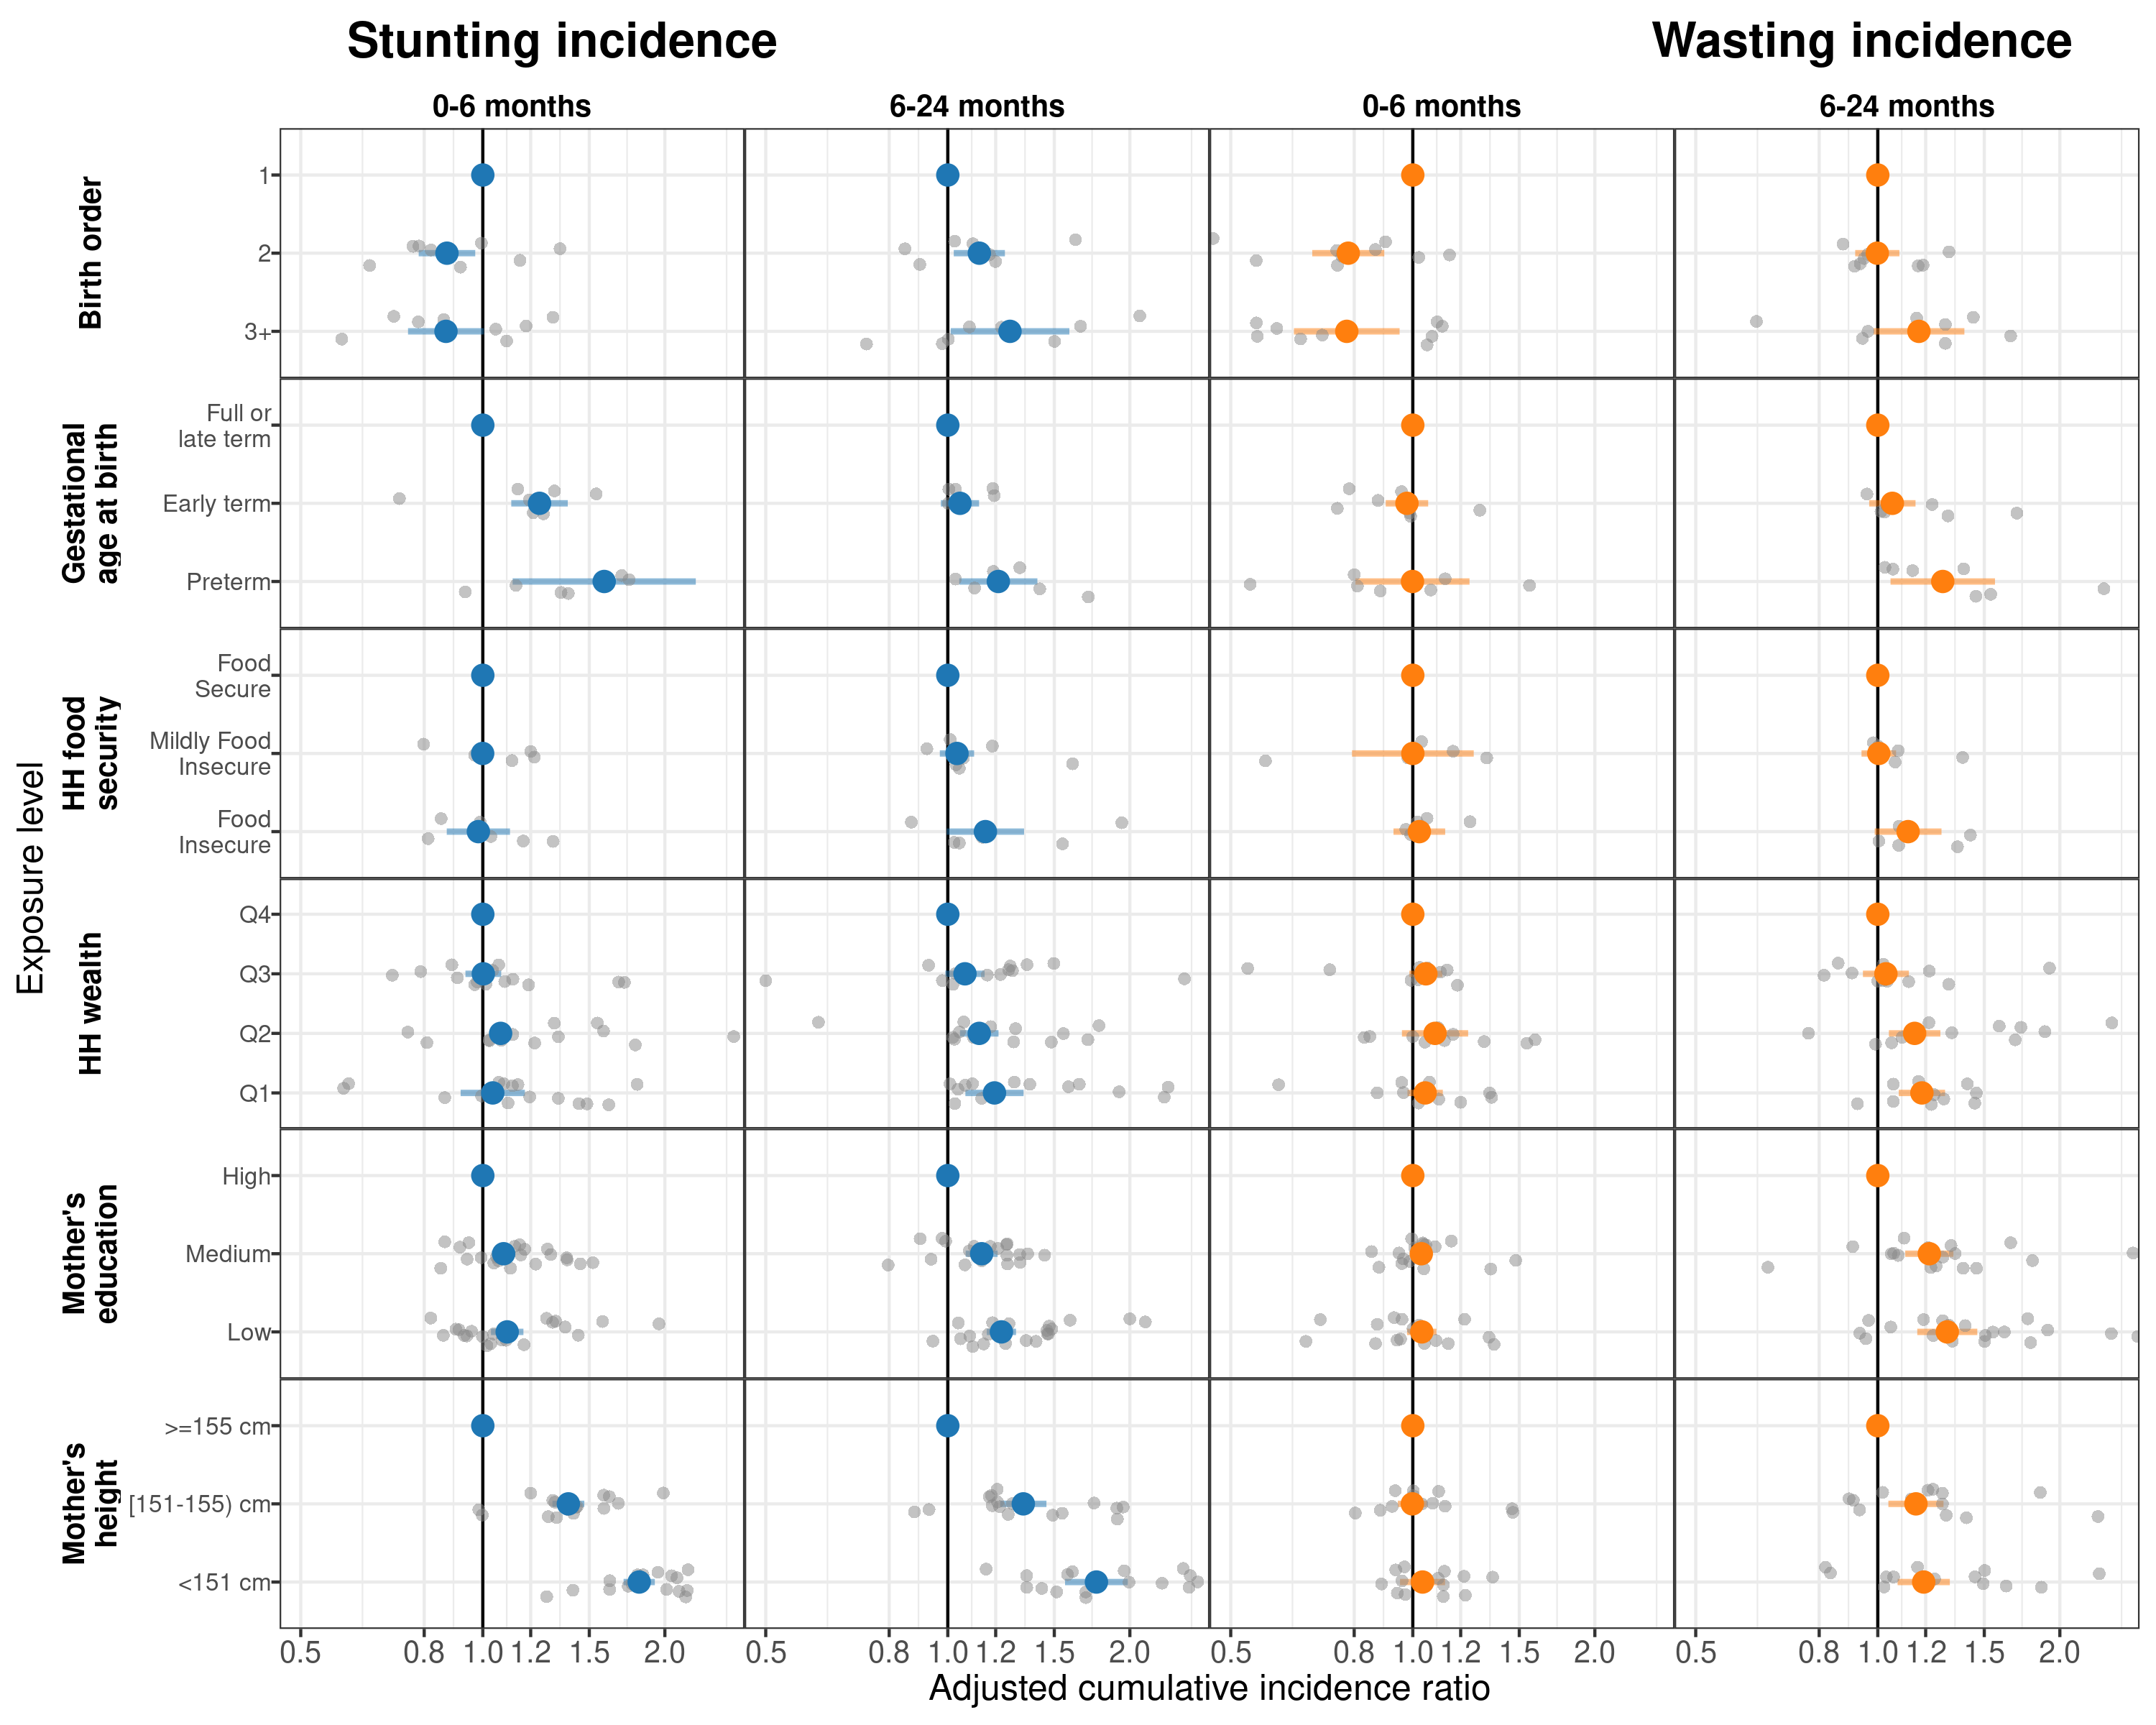 Stunting incidence
Wasting incidence
0-6 months
6-24 months
0-6 months
6-24 months
Exposure level
Birth order
1
2
3+
Gestational
age at birth
Full or
late term
Early term
Preterm
HH food
security
Food
Secure
Mildly Food
Insecure
Food
Insecure
HH wealth
Q4
Q3
Q2
Q1
Mother's
education
High
Medium
Low
Mother's
height
>=155 cm
[151-155) cm
<151 cm
0.5 0.8 1.0 1.2 1.5 2.0
0.5 0.8 1.0 1.2 1.5 2.0
0.5 0.8 1.0 1.2 1.5 2.0
0.5 0.8 1.0 1.2 1.5 2.0
Adjusted cumulative incidence ratio